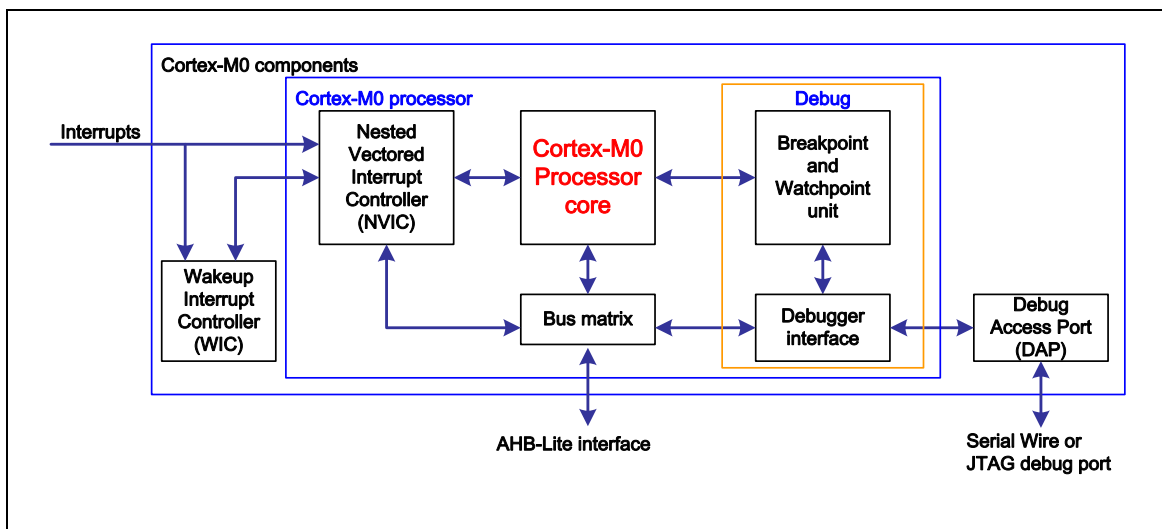 Cortex-M0 components
Cortex-M0 processor
Debug
Interrupts
Nested
Vectored
Interrupt
Controller
(NVIC)
Cortex-M0
Processor
core
Breakpoint
and
Watchpoint
unit
Wakeup
Interrupt
Controller
(WIC)
Bus matrix
Debugger
interface
Debug
Access Port
(DAP)
AHB-Lite interface
Serial Wire or
JTAG debug port